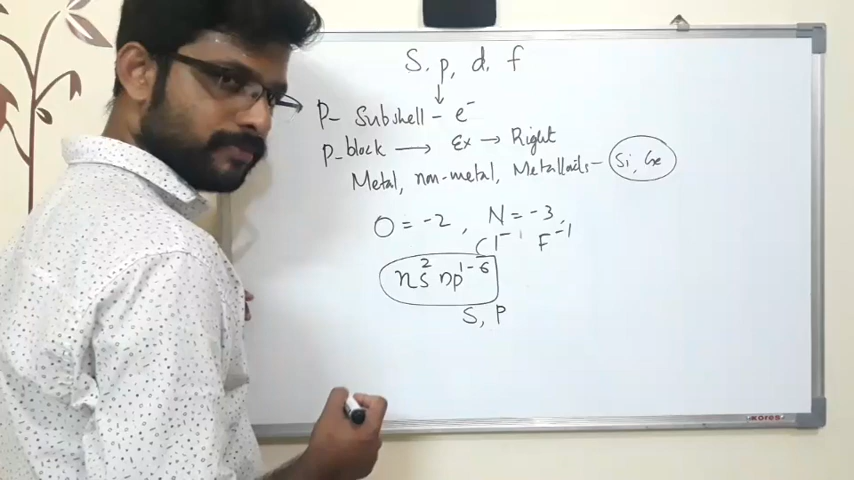 S, p, d, f
P- Subshell - e⁻
p-block → Ex → Right
Metal, non-metal, Metalloids - Si, Ge
O = -2, N = -3,
Cl⁻¹ F⁻¹
ns² np¹⁻⁶
S, P
kores